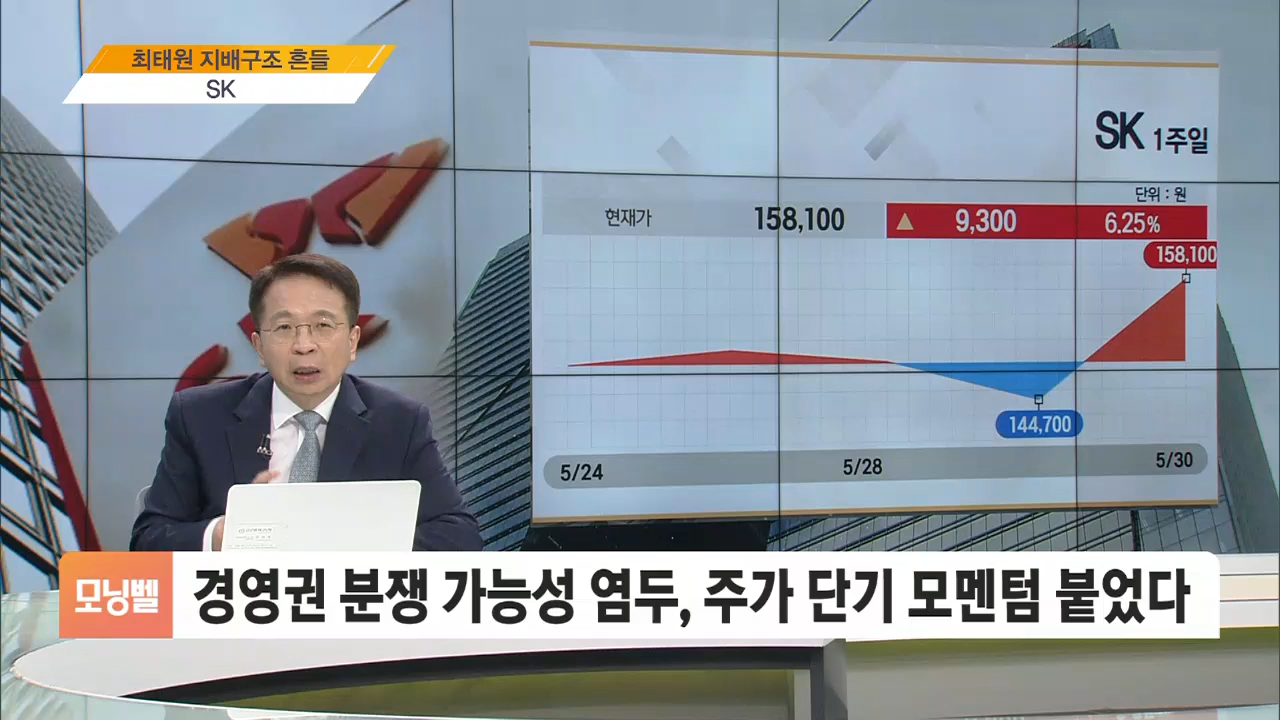 최태원 지배구조 흔들
SK
SK 1주일
단위 : 원
현재가 158,100 ▲ 9,300 6.25%
158,100
144,700
5/24 5/28 5/30
모닝벨
경영권 분쟁 가능성 염두, 주가 단기 모멘텀 붙었다